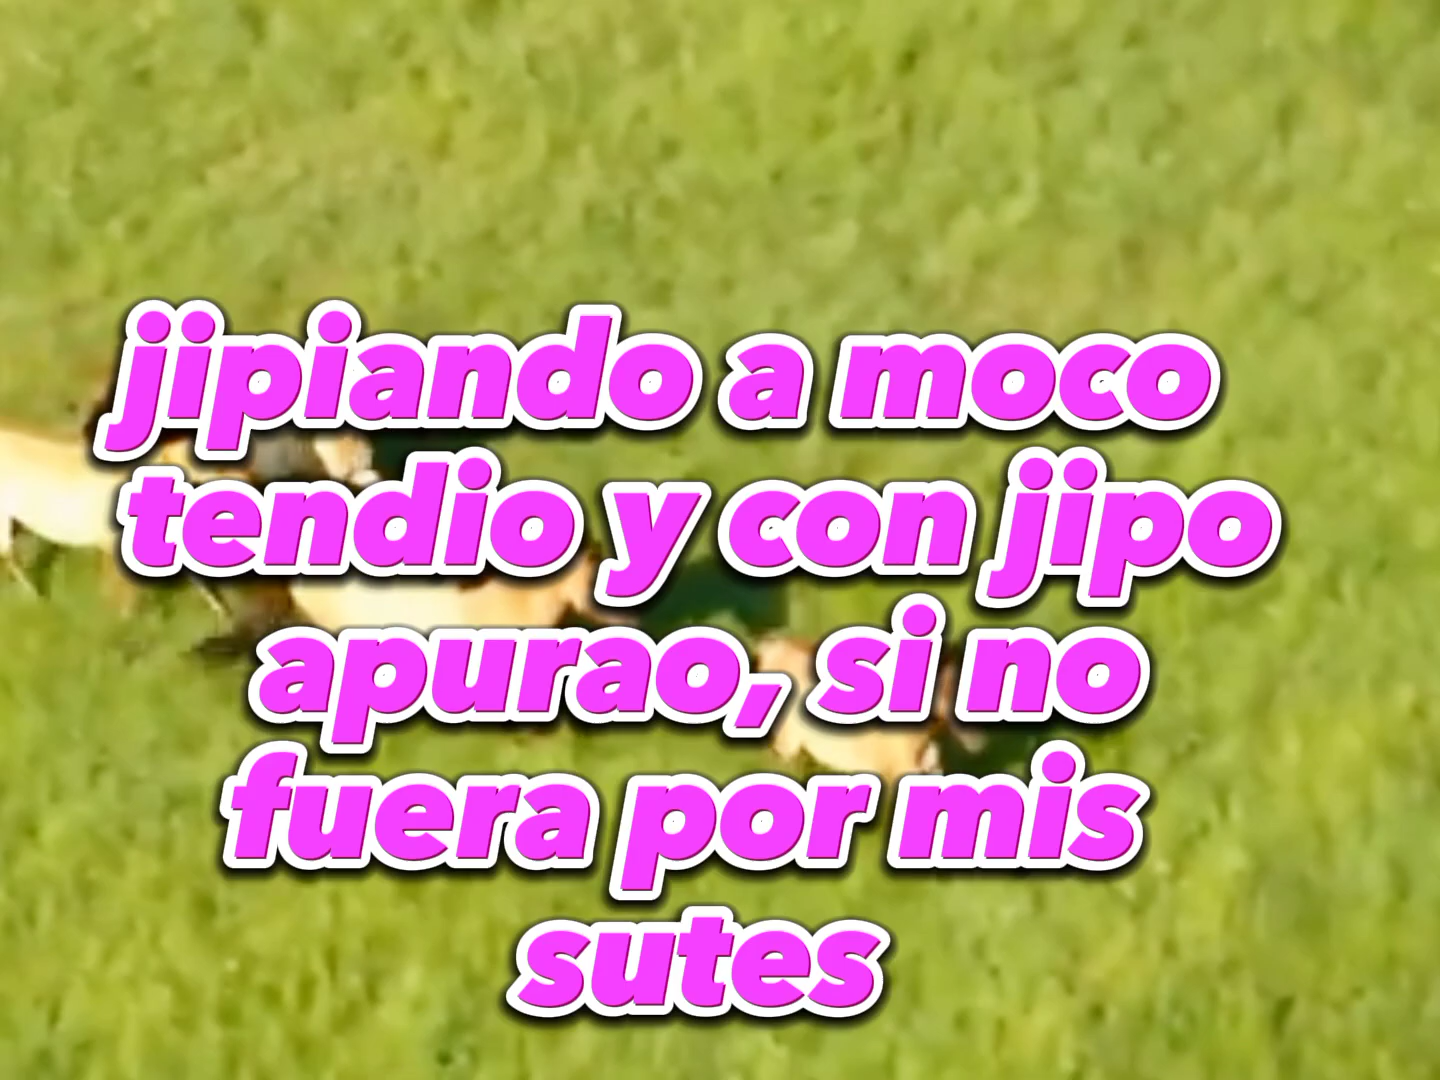 jipiando a moco
tendio y con jipo
apurao, si no
fuera por mis
sutes